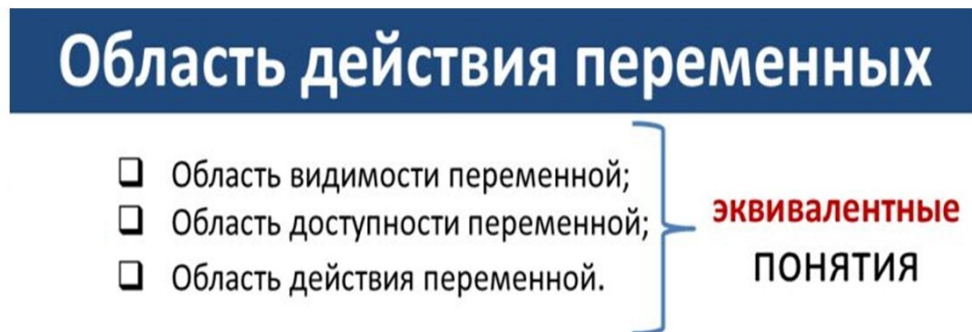 Область действия переменных
Область видимости переменной;
Область доступности переменной;
Область действия переменной.
эквивалентные
понятия